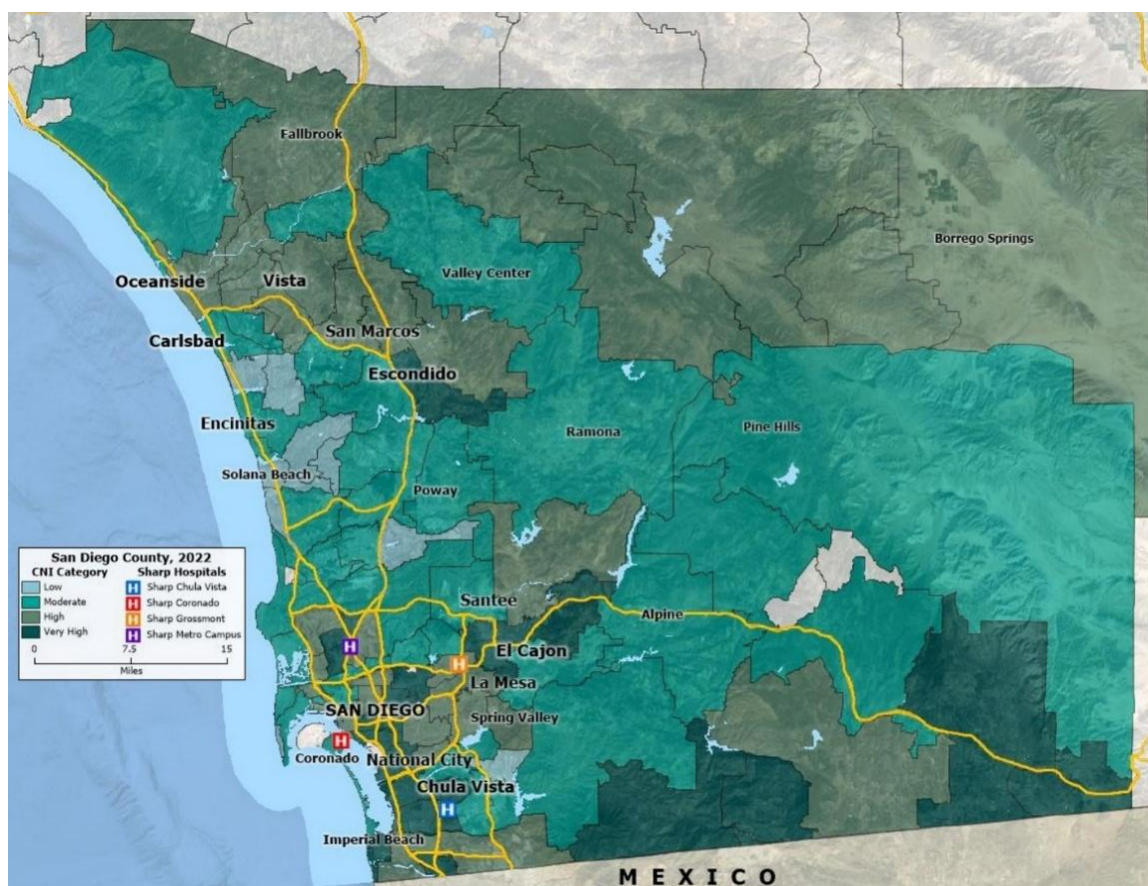 Fallbrook
Borrego Springs
Valley Center
Oceanside
Vista
San Marcos
Carlsbad
Escondido
Encinitas
Ramona
Pine Hills
Solana Beach
Poway
San Diego County, 2022
CNI Category
Sharp Hospitals
Low
H Sharp Chula Vista
Moderate
H Sharp Coronado
High
H Sharp Grossmont
Very High
H Sharp Metro Campus
0 7.5 15
Miles
Santee
Alpine
H
El Cajon
H
La Mesa
SAN DIEGO
Spring Valley
H
Coronado
National City
Chula Vista
H
Imperial Beach
MEXICO